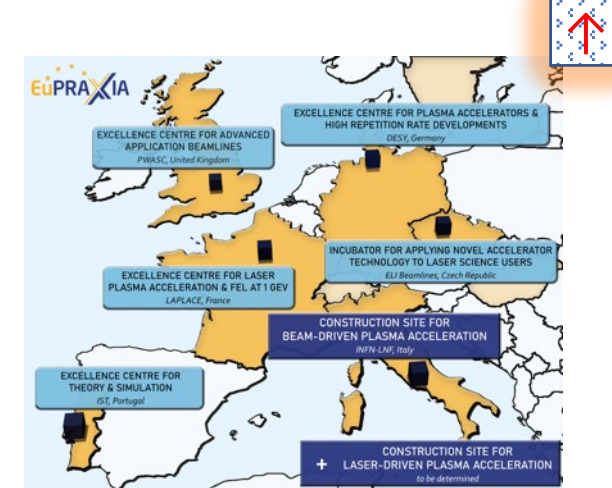 EuPRAXIA
EXCELLENCE CENTRE FOR PLASMA ACCELERATORS &
HIGH REPETITION RATE DEVELOPMENTS
DESY, Germany
EXCELLENCE CENTRE FOR ADVANCED
APPLICATION BEAMLINES
PWASC, United Kingdom
INCUBATOR FOR APPLYING NOVEL ACCELERATOR
TECHNOLOGY TO LASER SCIENCE USERS
ELI Beamlines, Czech Republic
EXCELLENCE CENTRE FOR LASER
PLASMA ACCELERATION & FEL AT 1 GEV
LAPLACE, France
CONSTRUCTION SITE FOR
BEAM-DRIVEN PLASMA ACCELERATION
INFN-LNF, Italy
EXCELLENCE CENTRE FOR
THEORY & SIMULATION
IST, Portugal
CONSTRUCTION SITE FOR
+ LASER-DRIVEN PLASMA ACCELERATION
to be determined